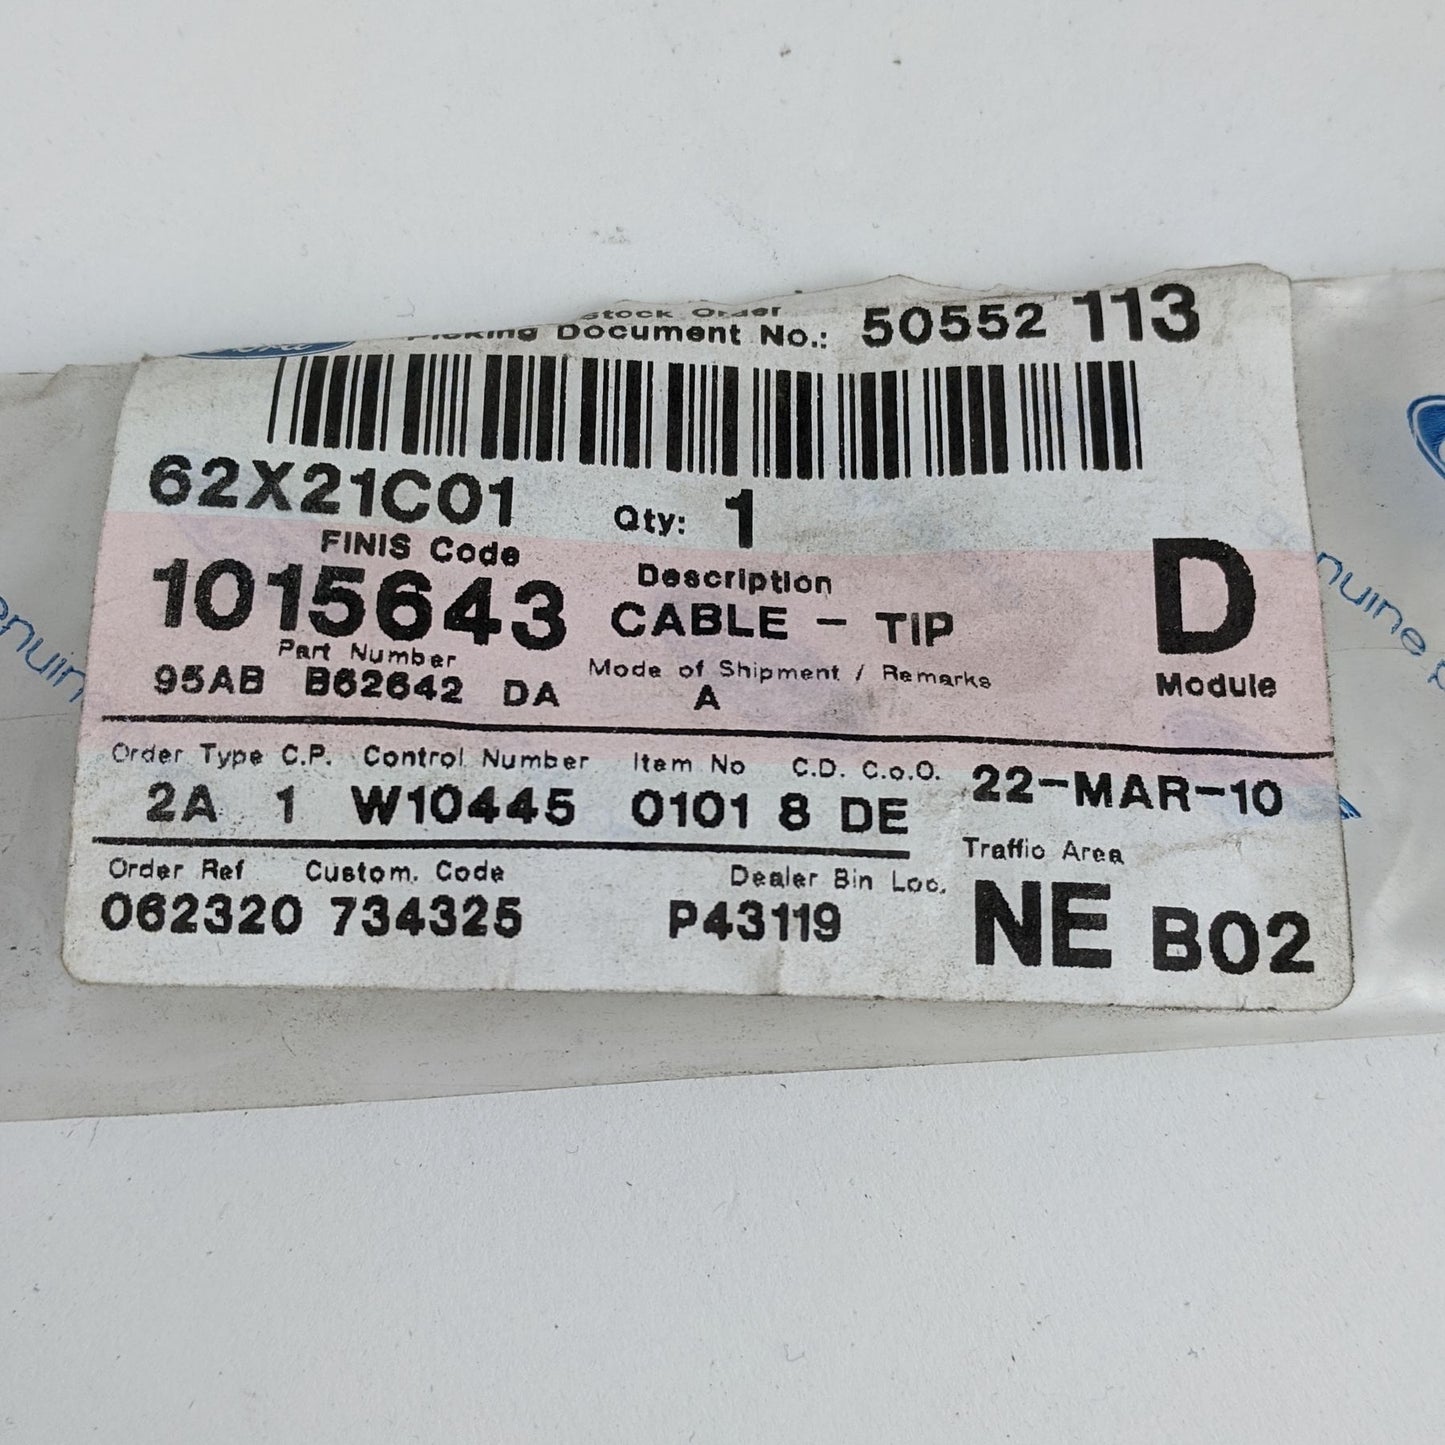 Stock Order
Picking Document No.: 50552 113
62X21C01 Qty: 1
FINIS Code
1015643
Description
CABLE - TIP
D
Module
Part Number
95AB B62642 DA
Mode of Shipment / Remarks
A
Order Type C.P. Control Number Item No C.D. C.o.O.
2A 1 W10445 0101 8 DE
22-MAR-10
Order Ref Custom. Code Dealer Bin Loc.
062320 734325 P43119
Traffic Area
NE B02